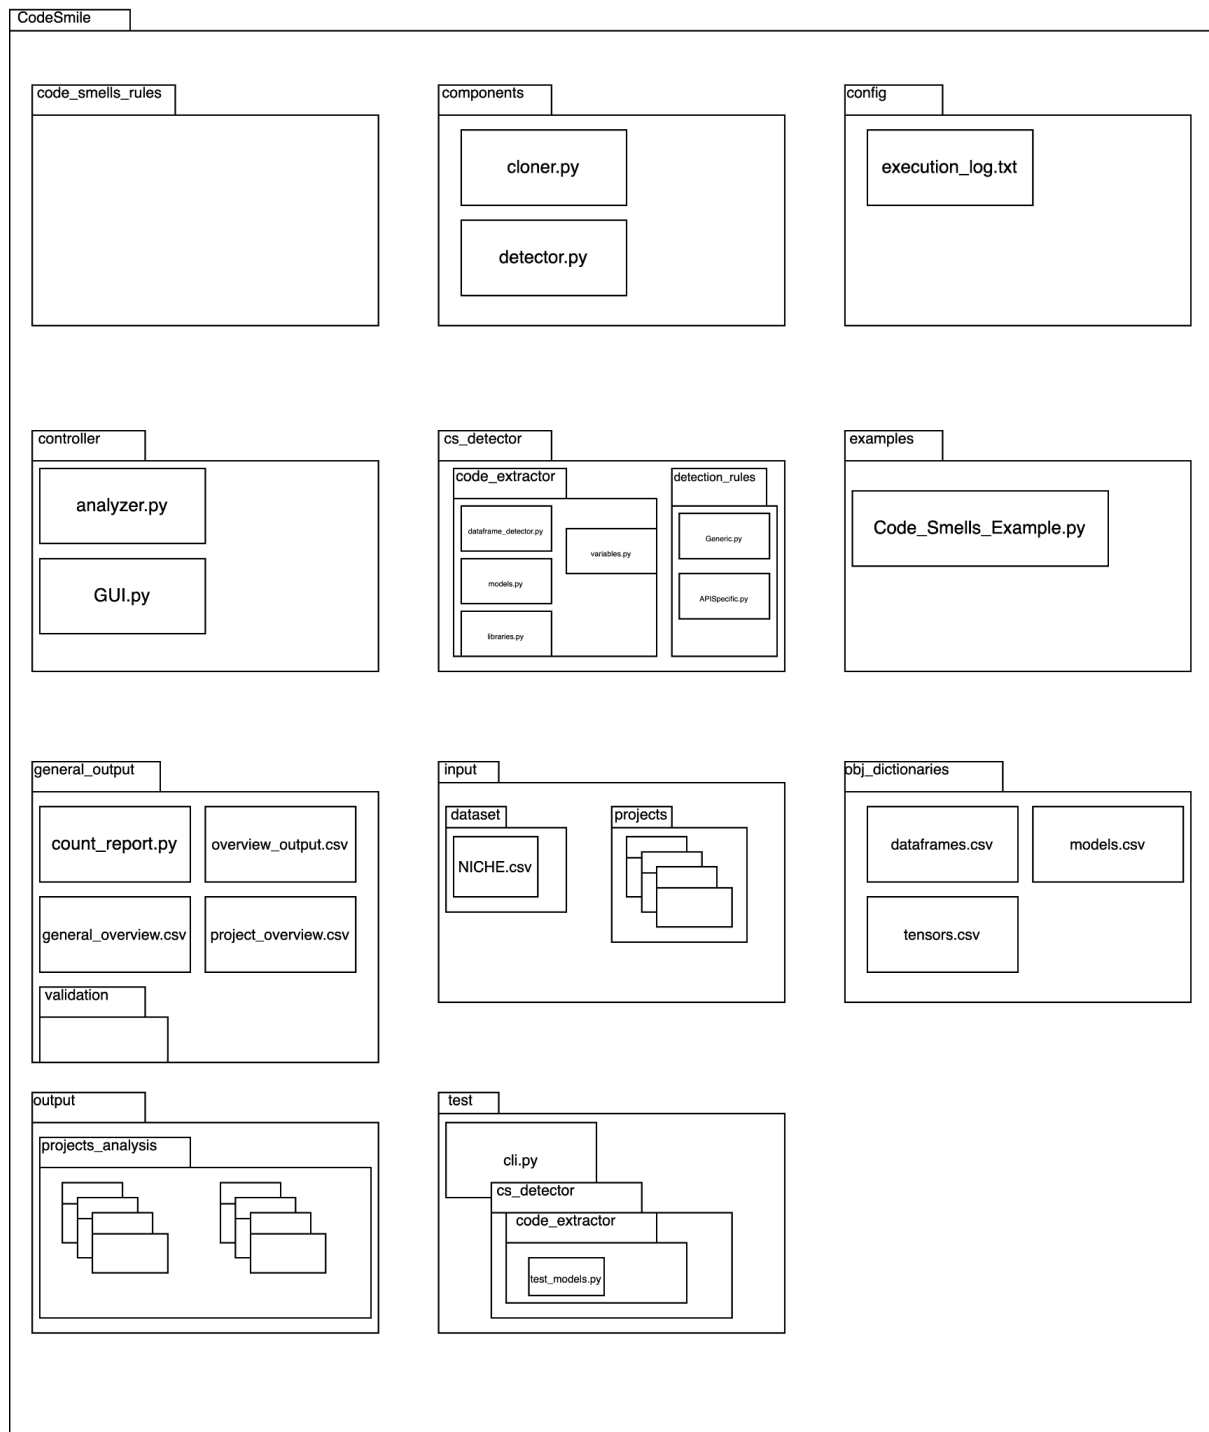 CodeSmile
code_smells_rules
components
cloner.py
detector.py
config
execution_log.txt
controller
analyzer.py
GUI.py
cs_detector
code_extractor
dataframe_detector.py
variables.py
models.py
libraries.py
detection_rules
Generic.py
APISpecific.py
examples
Code_Smells_Example.py
general_output
count_report.py
overview_output.csv
general_overview.csv
project_overview.csv
validation
input
dataset
NICHE.csv
projects
obj_dictionaries
dataframes.csv
models.csv
tensors.csv
output
projects_analysis
test
cli.py
cs_detector
code_extractor
test_models.py